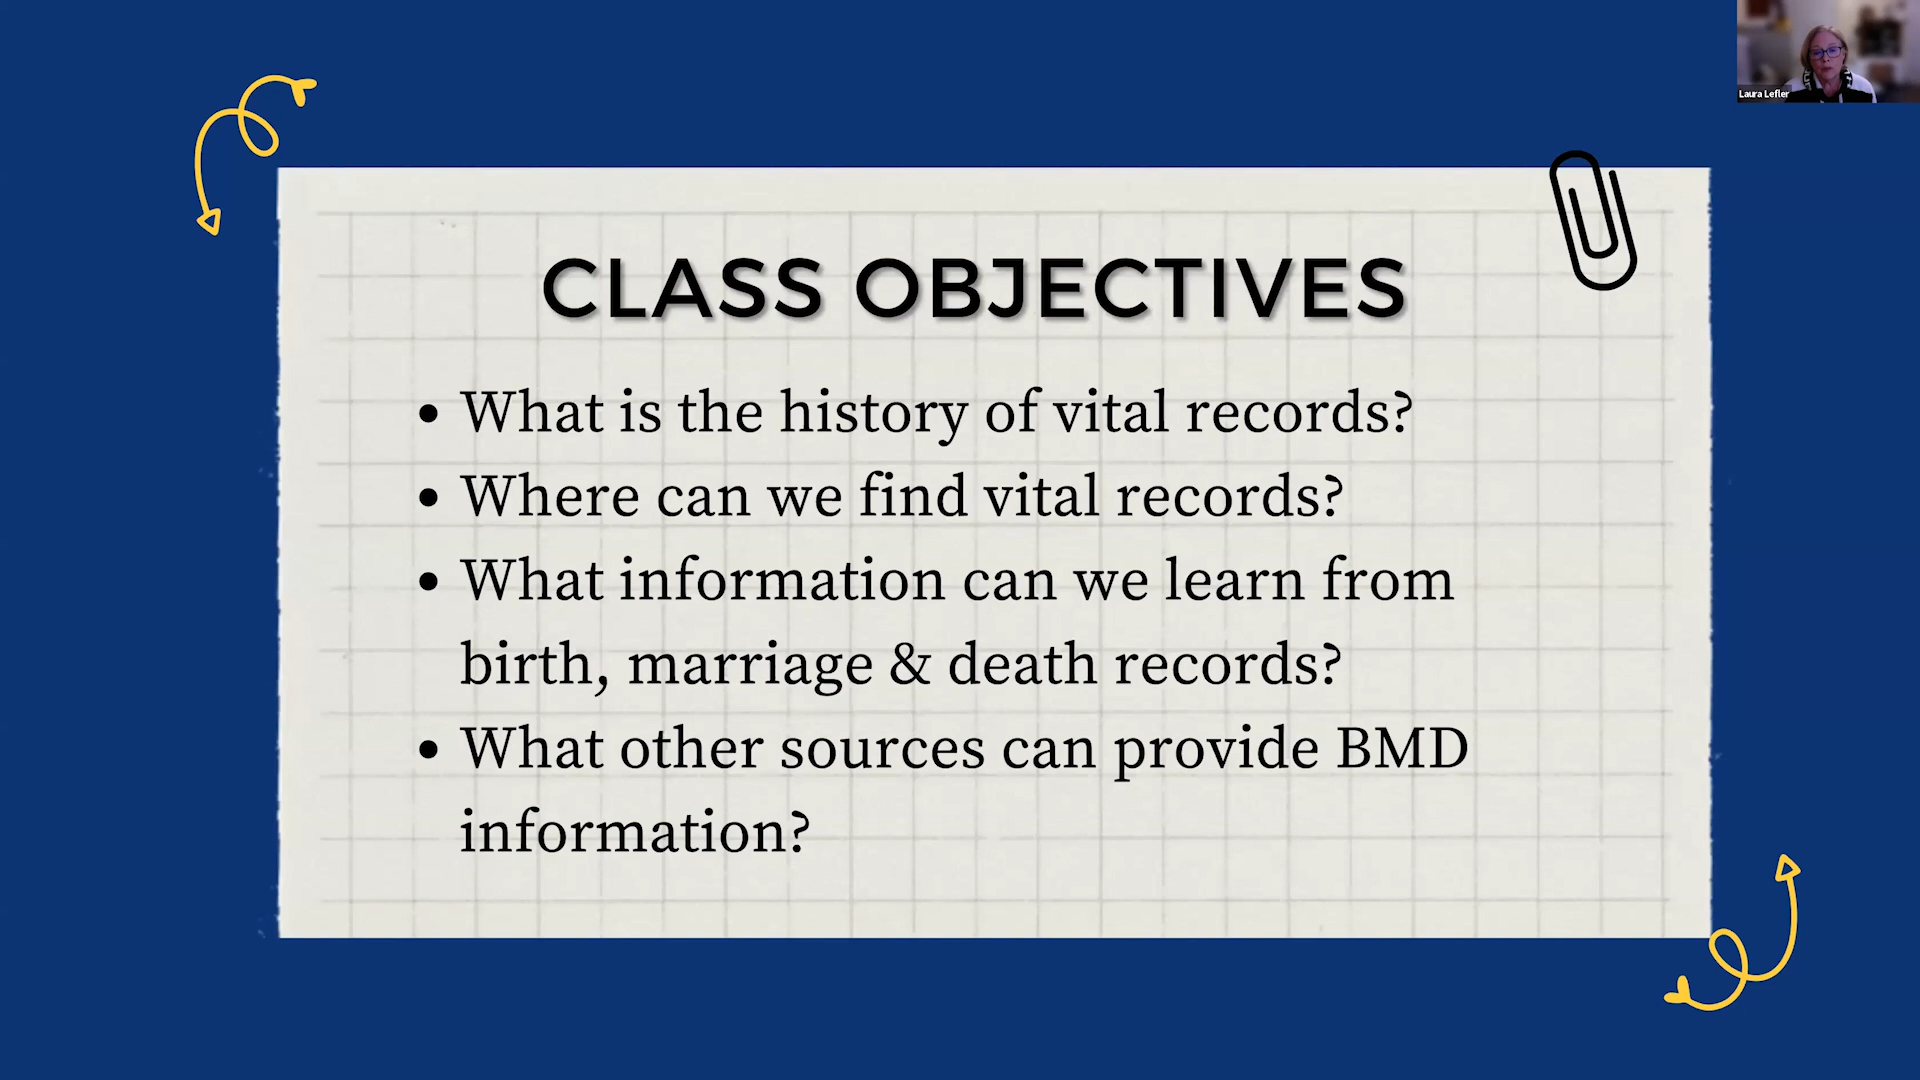 Laura Lefler
CLASS OBJECTIVES
• What is the history of vital records?
• Where can we find vital records?
• What information can we learn from
birth, marriage & death records?
• What other sources can provide BMD
information?